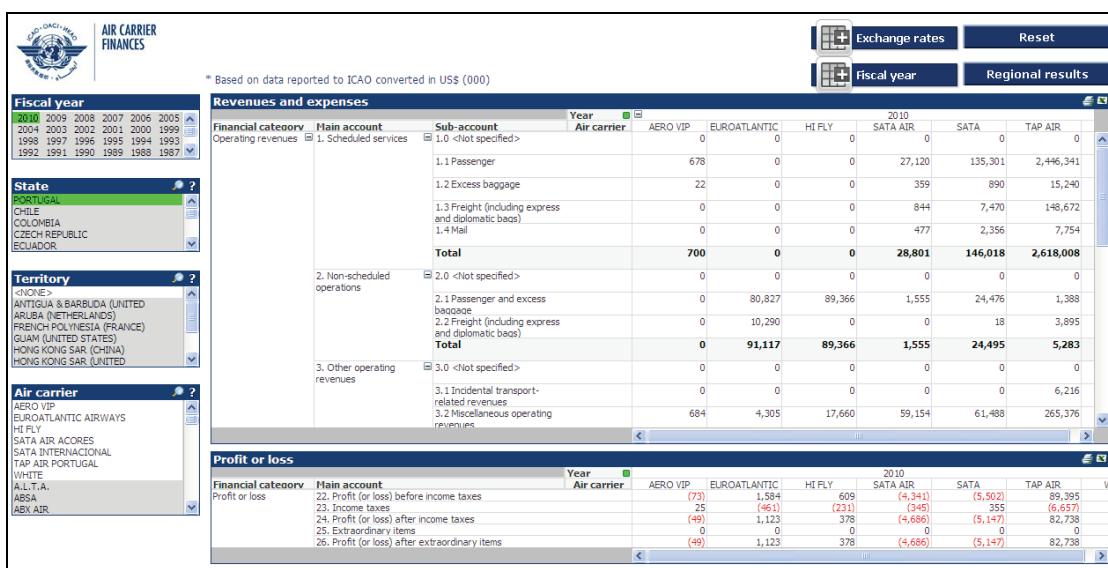 ICAO · OACI · ИКАО
AIR CARRIER
FINANCES
* Based on data reported to ICAO converted in US$ (000)
Exchange rates
Reset
Fiscal year
Regional results
Fiscal year
2010 2009 2008 2007 2006 2005
2004 2003 2002 2001 2000 1999
1998 1997 1996 1995 1994 1993
1992 1991 1990 1989 1988 1987
State ?
PORTUGAL
CHILE
COLOMBIA
CZECH REPUBLIC
ECUADOR
Territory ?
<NONE>
ANTIGUA & BARBUDA (UNITED
ARUBA (NETHERLANDS)
FRENCH POLYNESIA (FRANCE)
GUAM (UNITED STATES)
HONG KONG SAR (CHINA)
HONG KONG SAR (UNITED
Air carrier ?
AERO VIP
EUROATLANTIC AIRWAYS
HI FLY
SATA AIR ACORES
SATA INTERNACIONAL
TAP AIR PORTUGAL
WHITE
A.L.T.A.
ABSA
ABX AIR
Revenues and expenses
Year 2010
Financial category Main account Sub-account Air carrier AERO VIP EUROATLANTIC HI FLY SATA AIR SATA TAP AIR
Operating revenues 1. Scheduled services 1.0 <Not specified> 0 0 0 0 0 0
1.1 Passenger 678 0 0 27,120 135,301 2,446,341
1.2 Excess baggage 22 0 0 359 890 15,240
1.3 Freight (including express 0 0 0 844 7,470 148,672
and diplomatic bags)
1.4 Mail 0 0 0 477 2,356 7,754
Total 700 0 0 28,801 146,018 2,618,008
2. Non-scheduled 2.0 <Not specified> 0 0 0 0 0 0
operations
2.1 Passenger and excess 0 80,827 89,366 1,555 24,476 1,388
baggage
2.2 Freight (including express 0 10,290 0 0 18 3,895
and diplomatic bags)
Total 0 91,117 89,366 1,555 24,495 5,283
3. Other operating 3.0 <Not specified> 0 0 0 0 0 0
revenues
3.1 Incidental transport- 0 0 0 0 0 6,216
related revenues
3.2 Miscellaneous operating 684 4,305 17,660 59,154 61,488 265,376
revenues
Profit or loss
Year 2010
Financial category Main account Air carrier AERO VIP EUROATLANTIC HI FLY SATA AIR SATA TAP AIR
Profit or loss 22. Profit (or loss) before income taxes (73) 1,584 609 (4,341) (5,502) 89,395
23. Income taxes 25 (461) (231) (345) 355 (6,657)
24. Profit (or loss) after income taxes (49) 1,123 378 (4,686) (5,147) 82,738
25. Extraordinary items 0 0 0 0 0 0
26. Profit (or loss) after extraordinary items (49) 1,123 378 (4,686) (5,147) 82,738